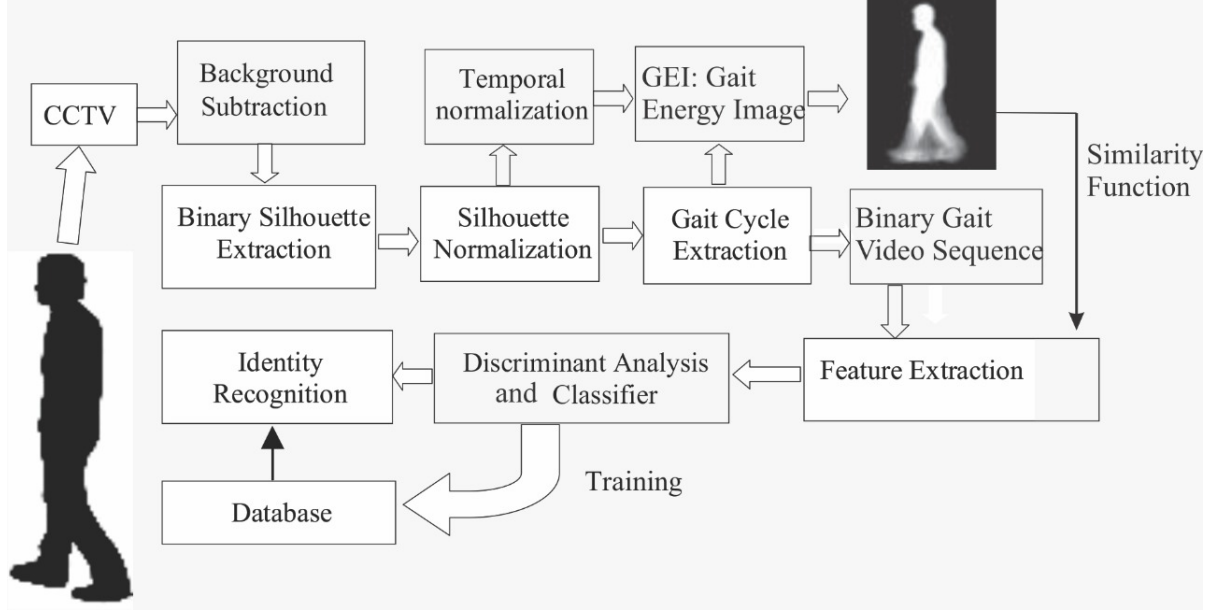 CCTV
Background
Subtraction
Temporal
normalization
GEI: Gait
Energy Image
Similarity
Function
Binary Silhouette
Extraction
Silhouette
Normalization
Gait Cycle
Extraction
Binary Gait
Video Sequence
Identity
Recognition
Discriminant Analysis
and Classifier
Feature Extraction
Training
Database